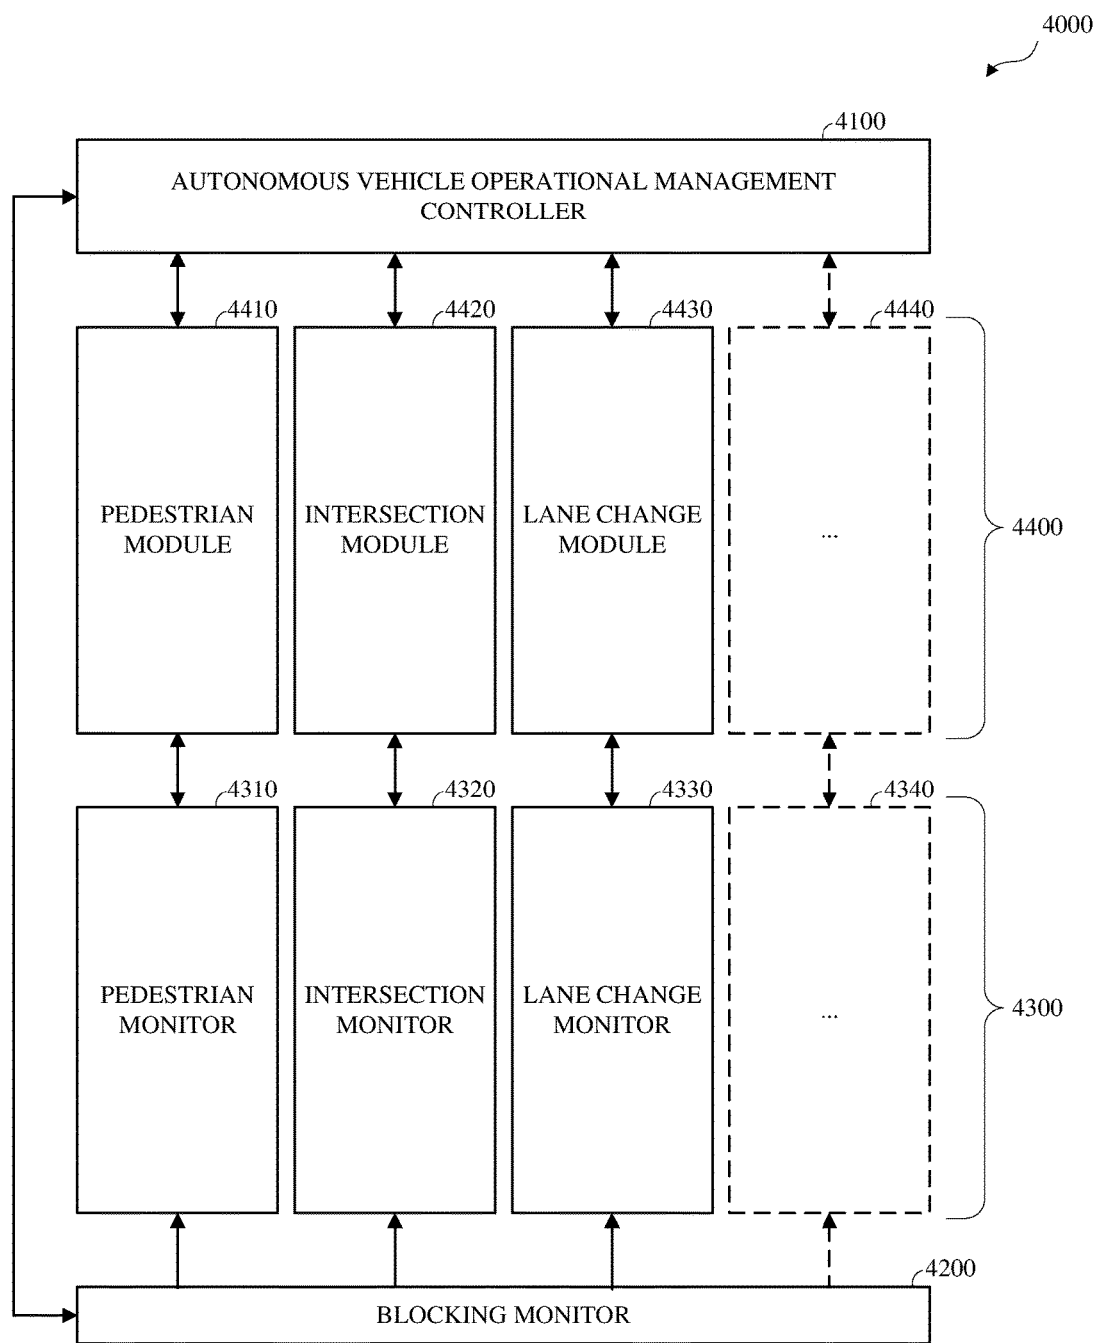 4000
4100
AUTONOMOUS VEHICLE OPERATIONAL MANAGEMENT
CONTROLLER
4410
4420
4430
4440
PEDESTRIAN
MODULE
INTERSECTION
MODULE
LANE CHANGE
MODULE
...
4400
4310
4320
4330
4340
PEDESTRIAN
MONITOR
INTERSECTION
MONITOR
LANE CHANGE
MONITOR
...
4300
4200
BLOCKING MONITOR